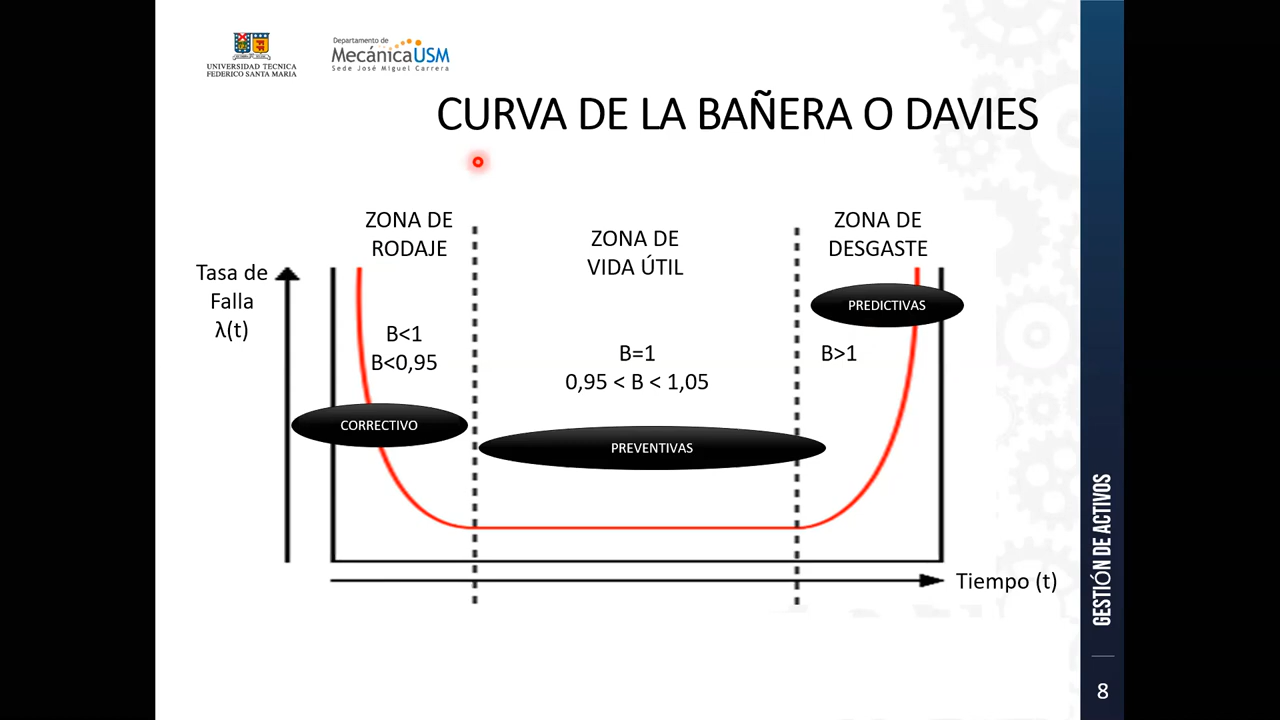 UNIVERSIDAD TECNICA
FEDERICO SANTA MARIA
Departamento de
MecánicaUSM
Sede José Miguel Carrera
CURVA DE LA BAÑERA O DAVIES
ZONA DE
RODAJE
ZONA DE
VIDA ÚTIL
ZONA DE
DESGASTE
Tasa de
Falla
λ(t)
PREDICTIVAS
B<1
B<0,95
B=1
0,95 < B < 1,05
B>1
CORRECTIVO
PREVENTIVAS
Tiempo (t)
GESTIÓN DE ACTIVOS
8